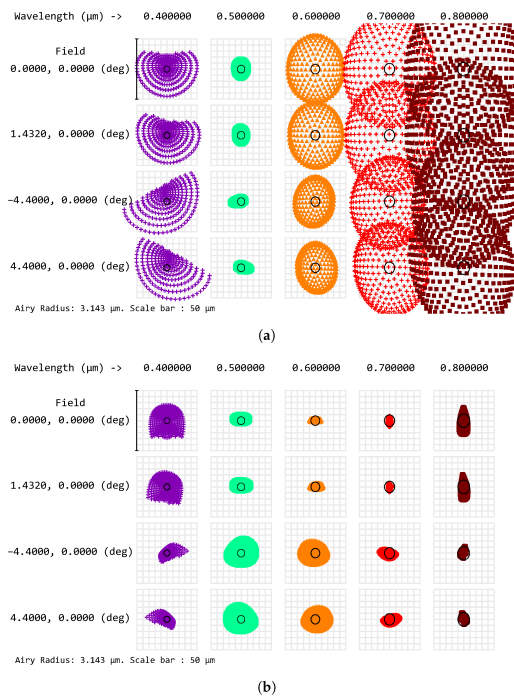 Wavelength (µm) -> 0.400000 0.500000 0.600000 0.700000 0.800000
Field
0.0000, 0.0000 (deg)
1.4320, 0.0000 (deg)
-4.4000, 0.0000 (deg)
4.4000, 0.0000 (deg)
Airy Radius: 3.143 µm. Scale bar: 50 µm
(a)
Wavelength (µm) -> 0.400000 0.500000 0.600000 0.700000 0.800000
Field
0.0000, 0.0000 (deg)
1.4320, 0.0000 (deg)
-4.4000, 0.0000 (deg)
4.4000, 0.0000 (deg)
Airy Radius: 3.143 µm. Scale bar : 50 µm
(b)